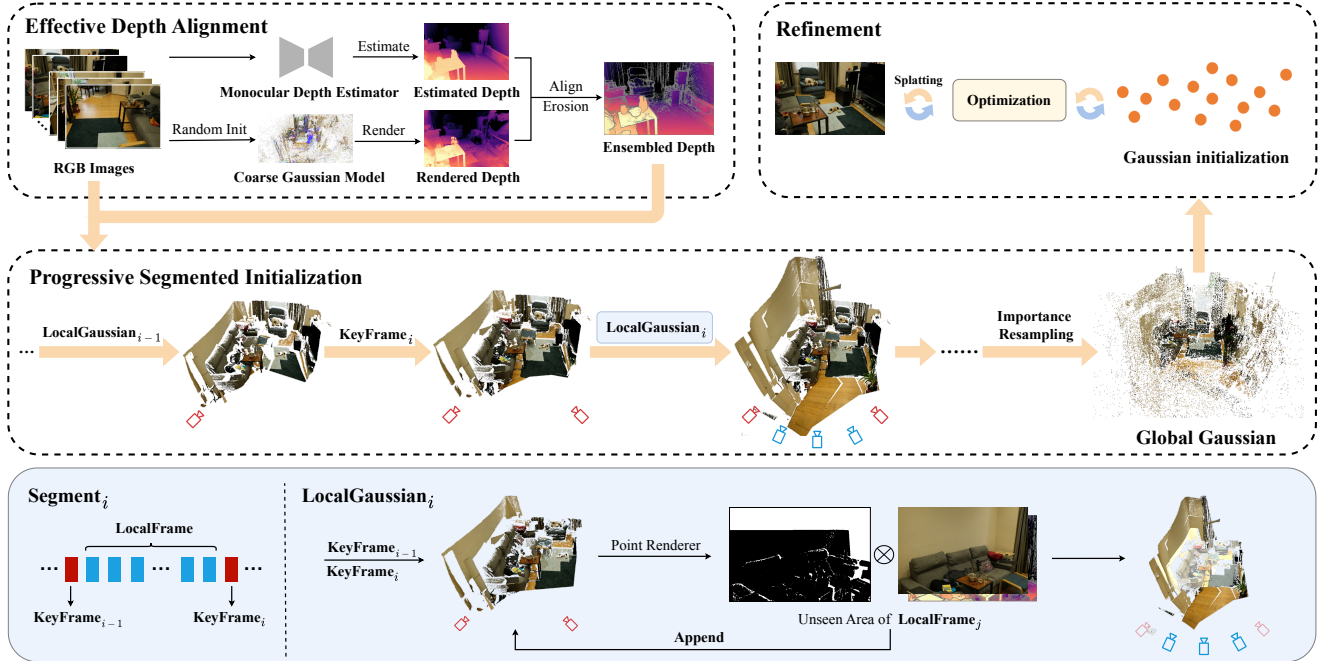 Effective Depth Alignment
Estimate
Monocular Depth Estimator
Estimated Depth
Align
Erosion
Random Init
Render
RGB Images
Coarse Gaussian Model
Rendered Depth
Ensembled Depth
Refinement
Splatting
Optimization
Gaussian initialization
Progressive Segmented Initialization
... LocalGaussian_{i-1}
KeyFrame_i
LocalGaussian_i
......
Importance
Resampling
Global Gaussian
Segment_i
LocalFrame
... ... ...
KeyFrame_{i-1}
KeyFrame_i
LocalGaussian_i
KeyFrame_{i-1}
KeyFrame_i
Point Renderer
⊗
Unseen Area of LocalFrame_j
Append